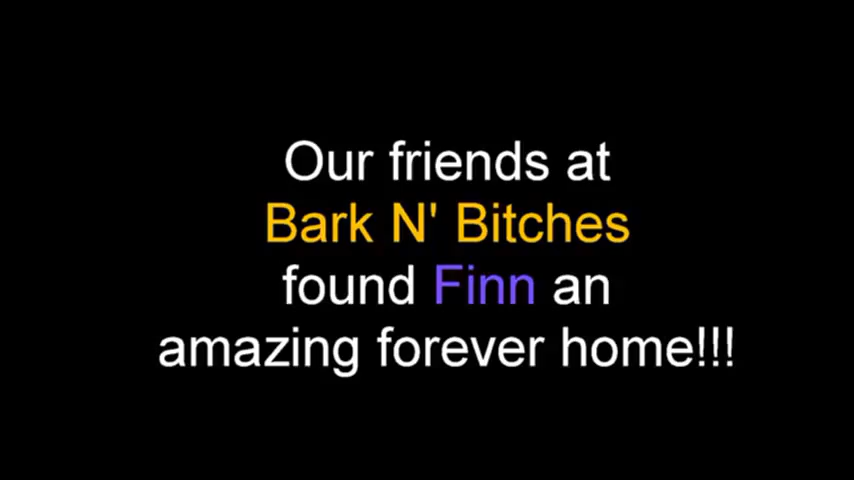 Our friends at
Bark N' Bitches
found Finn an
amazing forever home!!!